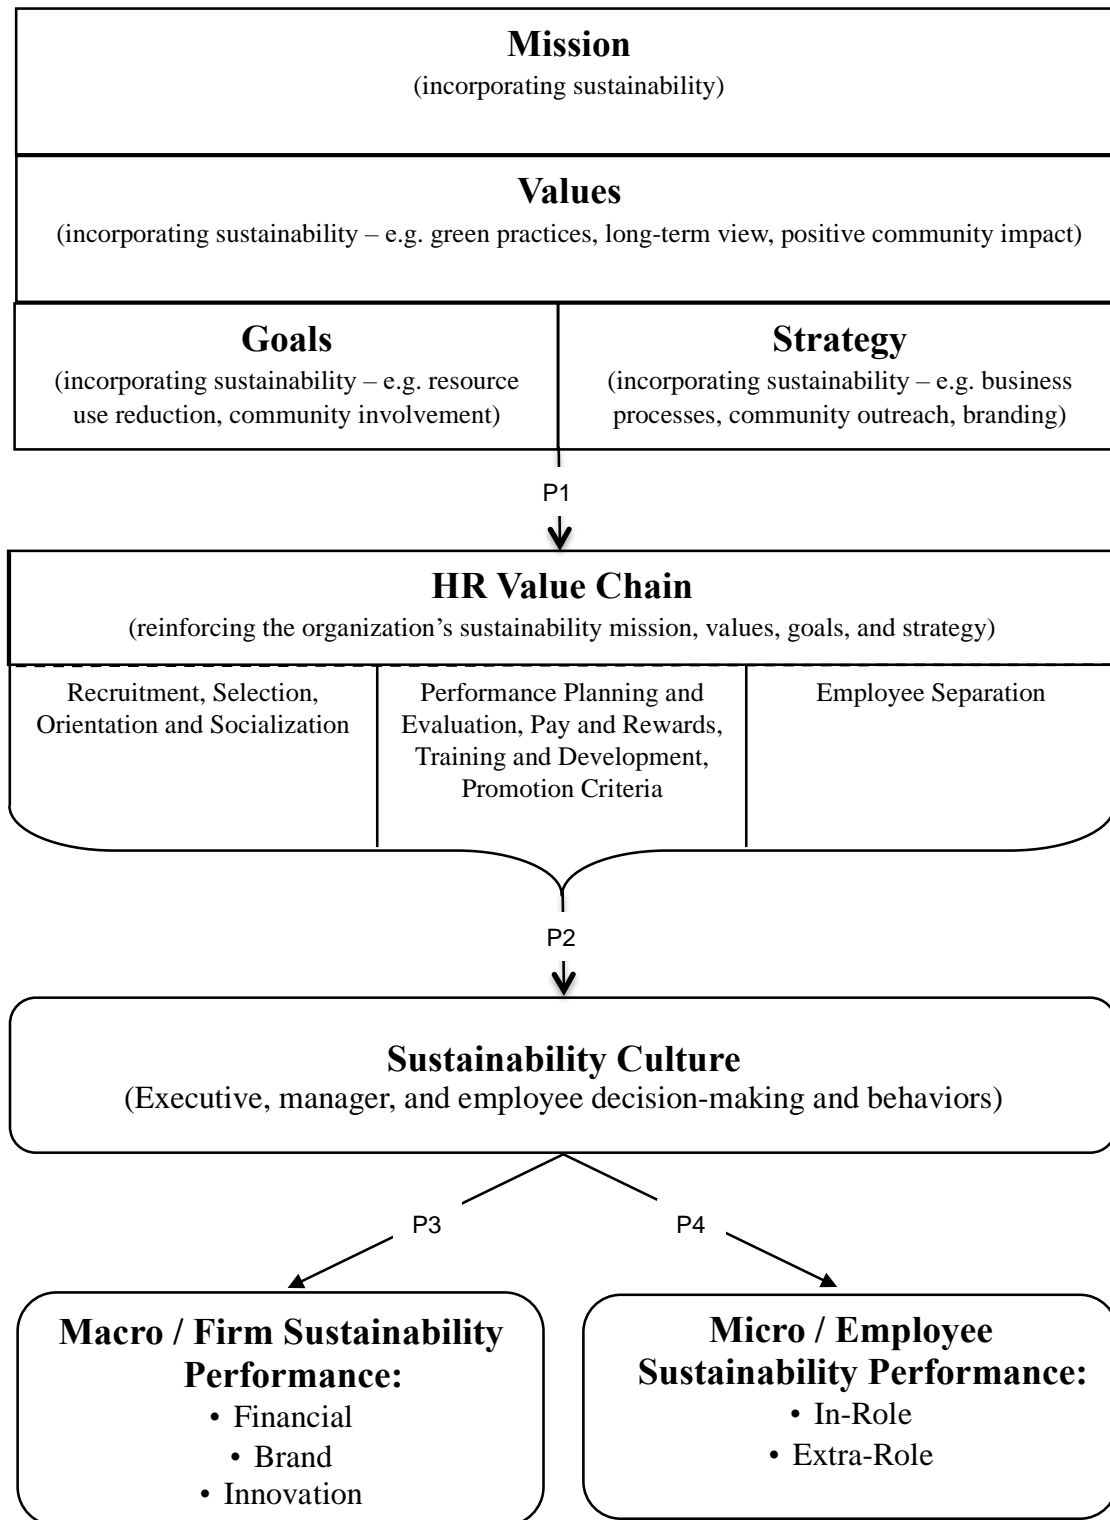 Mission
(incorporating sustainability)
Values
(incorporating sustainability – e.g. green practices, long-term view, positive community impact)
Goals
(incorporating sustainability – e.g. resource
use reduction, community involvement)
Strategy
(incorporating sustainability – e.g. business
processes, community outreach, branding)
P1
HR Value Chain
(reinforcing the organization’s sustainability mission, values, goals, and strategy)
Recruitment, Selection,
Orientation and Socialization
Performance Planning and
Evaluation, Pay and Rewards,
Training and Development,
Promotion Criteria
Employee Separation
P2
Sustainability Culture
(Executive, manager, and employee decision-making and behaviors)
P3
P4
Macro / Firm Sustainability
Performance:
• Financial
• Brand
• Innovation
Micro / Employee
Sustainability Performance:
• In-Role
• Extra-Role